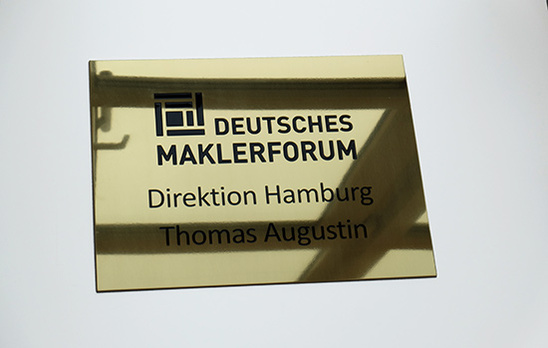 DEUTSCHES
MAKLERFORUM
Direktion Hamburg
Thomas Augustin